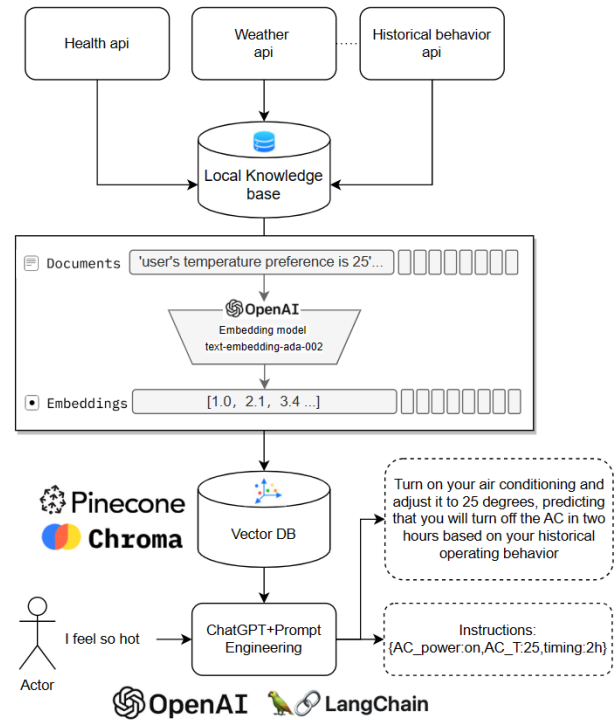 Health api
Weather
api
Historical behavior
api
Local Knowledge
base
Documents
'user's temperature preference is 25'...
OpenAI
Embedding model
text-embedding-ada-002
Embeddings
[1.0, 2.1, 3.4 ...]
Pinecone
Chroma
Vector DB
Turn on your air conditioning and
adjust it to 25 degrees, predicting
that you will turn off the AC in two
hours based on your historical
operating behavior
I feel so hot
Actor
ChatGPT+Prompt
Engineering
Instructions:
{AC_power:on,AC_T:25,timing:2h}
OpenAI
LangChain